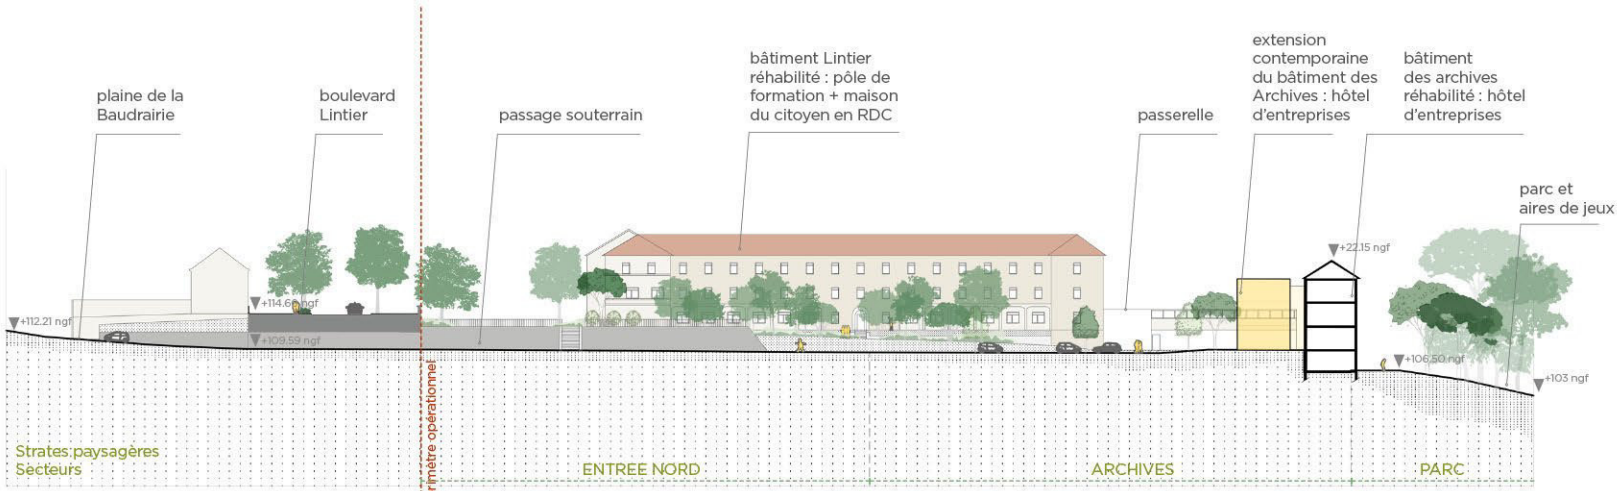 plaine de la
Baudrairie
boulevard
Lintier
passage souterrain
bâtiment Lintier
réhabilité : pôle de
formation + maison
du citoyen en RDC
passerelle
extension
contemporaine
du bâtiment des
Archives : hôtel
d'entreprises
bâtiment
des archives
réhabilité : hôtel
d'entreprises
parc et
aires de jeux
+112.21 ngf
+114.66 ngf
+109.59 ngf
+22.15 ngf
+106.50 ngf
+103 ngf
rimètre opérationnel
Strates paysagères
Secteurs
ENTREE NORD
ARCHIVES
PARC